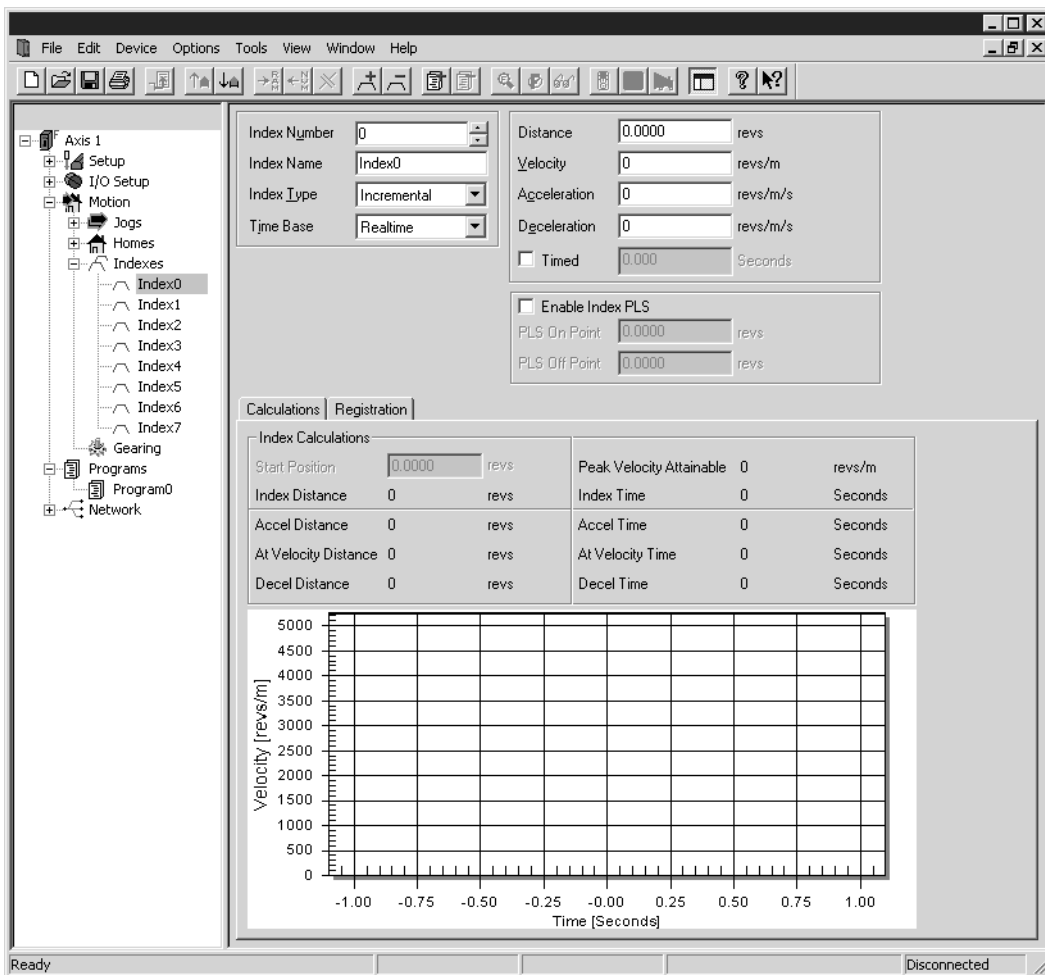 File Edit Device Options Tools View Window Help
Axis 1
Setup
I/O Setup
Motion
Jogs
Homes
Indexes
Index0
Index1
Index2
Index3
Index4
Index5
Index6
Index7
Gearing
Programs
Program0
Network
Index Number 0
Index Name Index0
Index Type Incremental
Time Base Realtime
Distance 0.0000 revs
Velocity 0 revs/m
Acceleration 0 revs/m/s
Deceleration 0 revs/m/s
Timed 0.000 Seconds
Enable Index PLS
PLS On Point 0.0000 revs
PLS Off Point 0.0000 revs
Calculations Registration
Index Calculations
Start Position 0.0000 revs
Index Distance 0 revs
Accel Distance 0 revs
At Velocity Distance 0 revs
Decel Distance 0 revs
Peak Velocity Attainable 0 revs/m
Index Time 0 Seconds
Accel Time 0 Seconds
At Velocity Time 0 Seconds
Decel Time 0 Seconds
Velocity [revs/m]
5000
4500
4000
3500
3000
2500
2000
1500
1000
500
0
-1.00 -0.75 -0.50 -0.25 -0.00 0.25 0.50 0.75 1.00
Time [Seconds]
Ready Disconnected